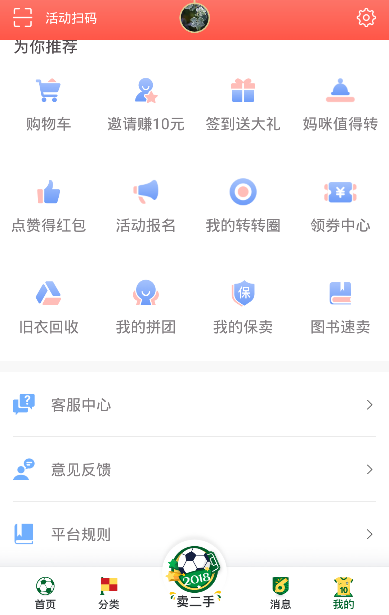 活动扫码
为你推荐
购物车 邀请赚10元 签到送大礼 妈咪值得转
¥
点赞得红包 活动报名 我的转转圈 领券中心
保
旧衣回收 我的拼团 我的保卖 图书速卖
客服中心
意见反馈
平台规则
2018
10
首页 分类 卖二手 消息 我的